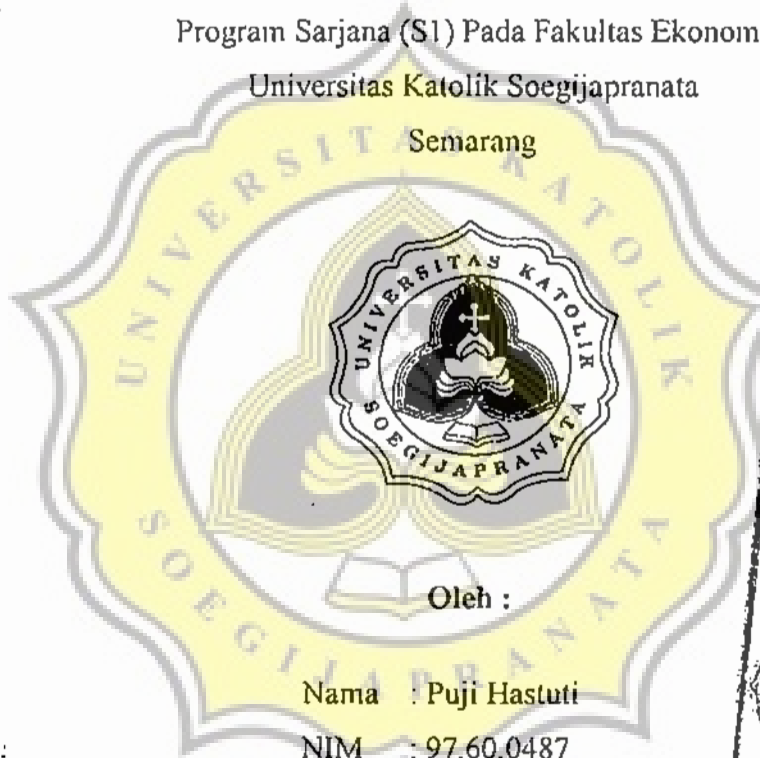 Program Sarjana (S1) Pada Fakultas Ekonom
Universitas Katolik Soegijapranata
Semarang
UNIVERSITAS KATOLIK
SOEGIJAPRANATA
UNIVERSITAS KATOLIK
SOEGIJAPRANATA
Oleh :
Nama : Puji Hastuti
NIM : 97.60.0487